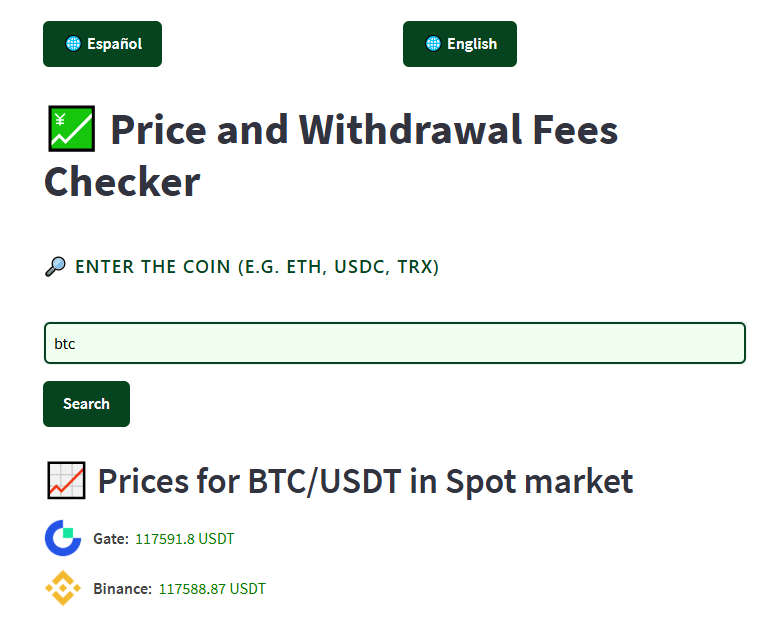 Español
English
Price and Withdrawal Fees
Checker
ENTER THE COIN (E.G. ETH, USDC, TRX)
btc
Search
Prices for BTC/USDT in Spot market
Gate: 117591.8 USDT
Binance: 117588.87 USDT